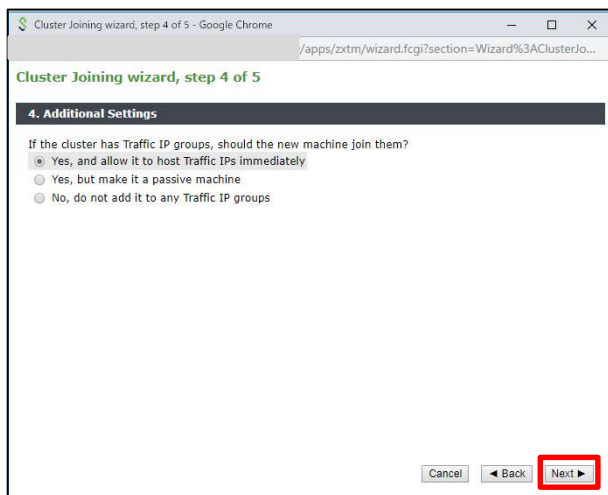 Cluster Joining wizard, step 4 of 5 - Google Chrome
/apps/zxtm/wizard.fcgi?section=Wizard%3AClusterJo...
Cluster Joining wizard, step 4 of 5
4. Additional Settings
If the cluster has Traffic IP groups, should the new machine join them?
Yes, and allow it to host Traffic IPs immediately
Yes, but make it a passive machine
No, do not add it to any Traffic IP groups
Cancel ◄ Back Next ►